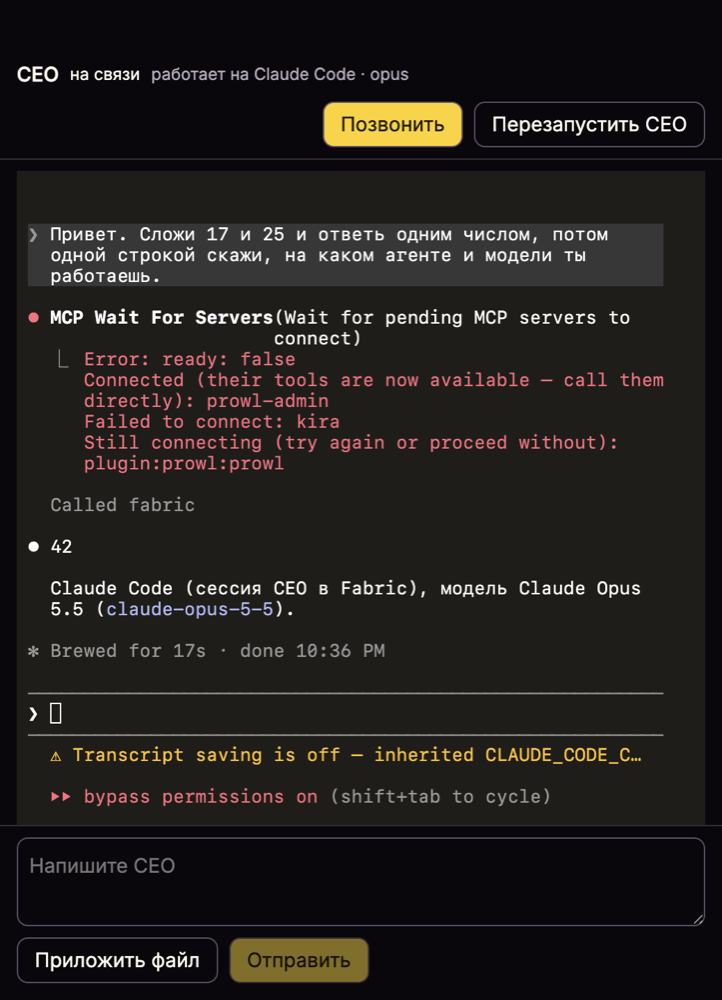 CEO на связи работает на Claude Code · opus
Позвонить Перезапустить CEO
❯ Привет. Сложи 17 и 25 и ответь одним числом, потом
одной строкой скажи, на каком агенте и модели ты
работаешь.
● MCP Wait For Servers(Wait for pending MCP servers to
connect)
⎿ Error: ready: false
Connected (their tools are now available — call them
directly): prowl-admin
Failed to connect: kira
Still connecting (try again or proceed without):
plugin:prowl:prowl
Called fabric
● 42
Claude Code (сессия CEO в Fabric), модель Claude Opus
5.5 (claude-opus-5-5).
✻ Brewed for 17s · done 10:36 PM
❯
⚠ Transcript saving is off — inherited CLAUDE_CODE_C…
⏵⏵ bypass permissions on (shift+tab to cycle)
Напишите CEO
Приложить файл Отправить